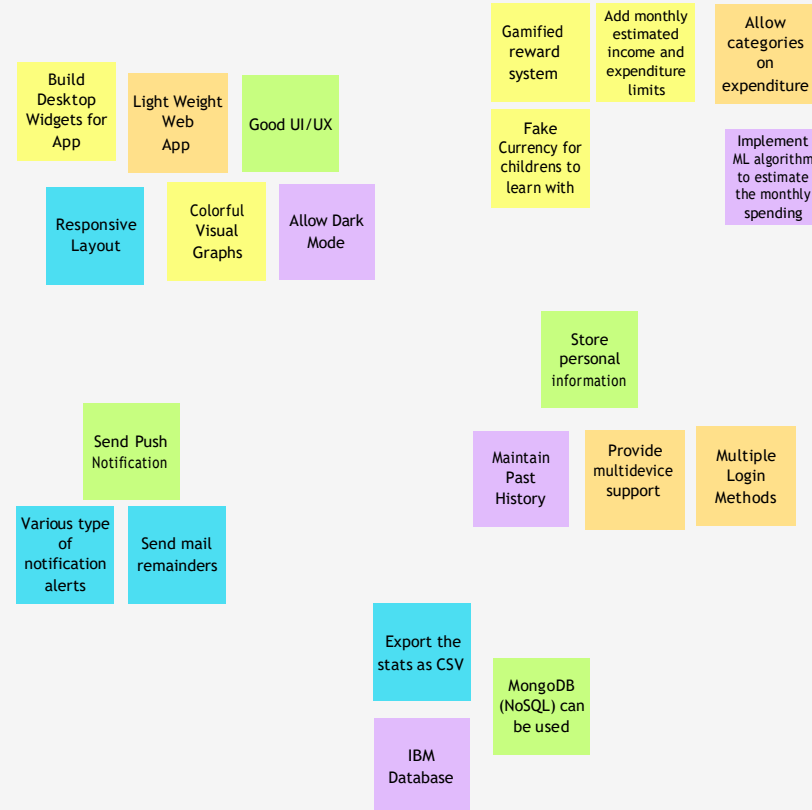 Build
Desktop
Widgets for
App
Light Weight
Web
App
Good UI/UX
Responsive
Layout
Colorful
Visual
Graphs
Allow Dark
Mode
Gamified
reward
system
Add monthly
estimated
income and
expenditure
limits
Allow
categories
on
expenditure
Fake
Currency for
childrens to
learn with
Implement
ML algorithm
to estimate
the monthly
spending
Store
personal
information
Maintain
Past
History
Provide
multidevice
support
Multiple
Login
Methods
Send Push
Notification
Various type
of
notification
alerts
Send mail
remainders
Export the
stats as CSV
MongoDB
(NoSQL) can
be used
IBM
Database